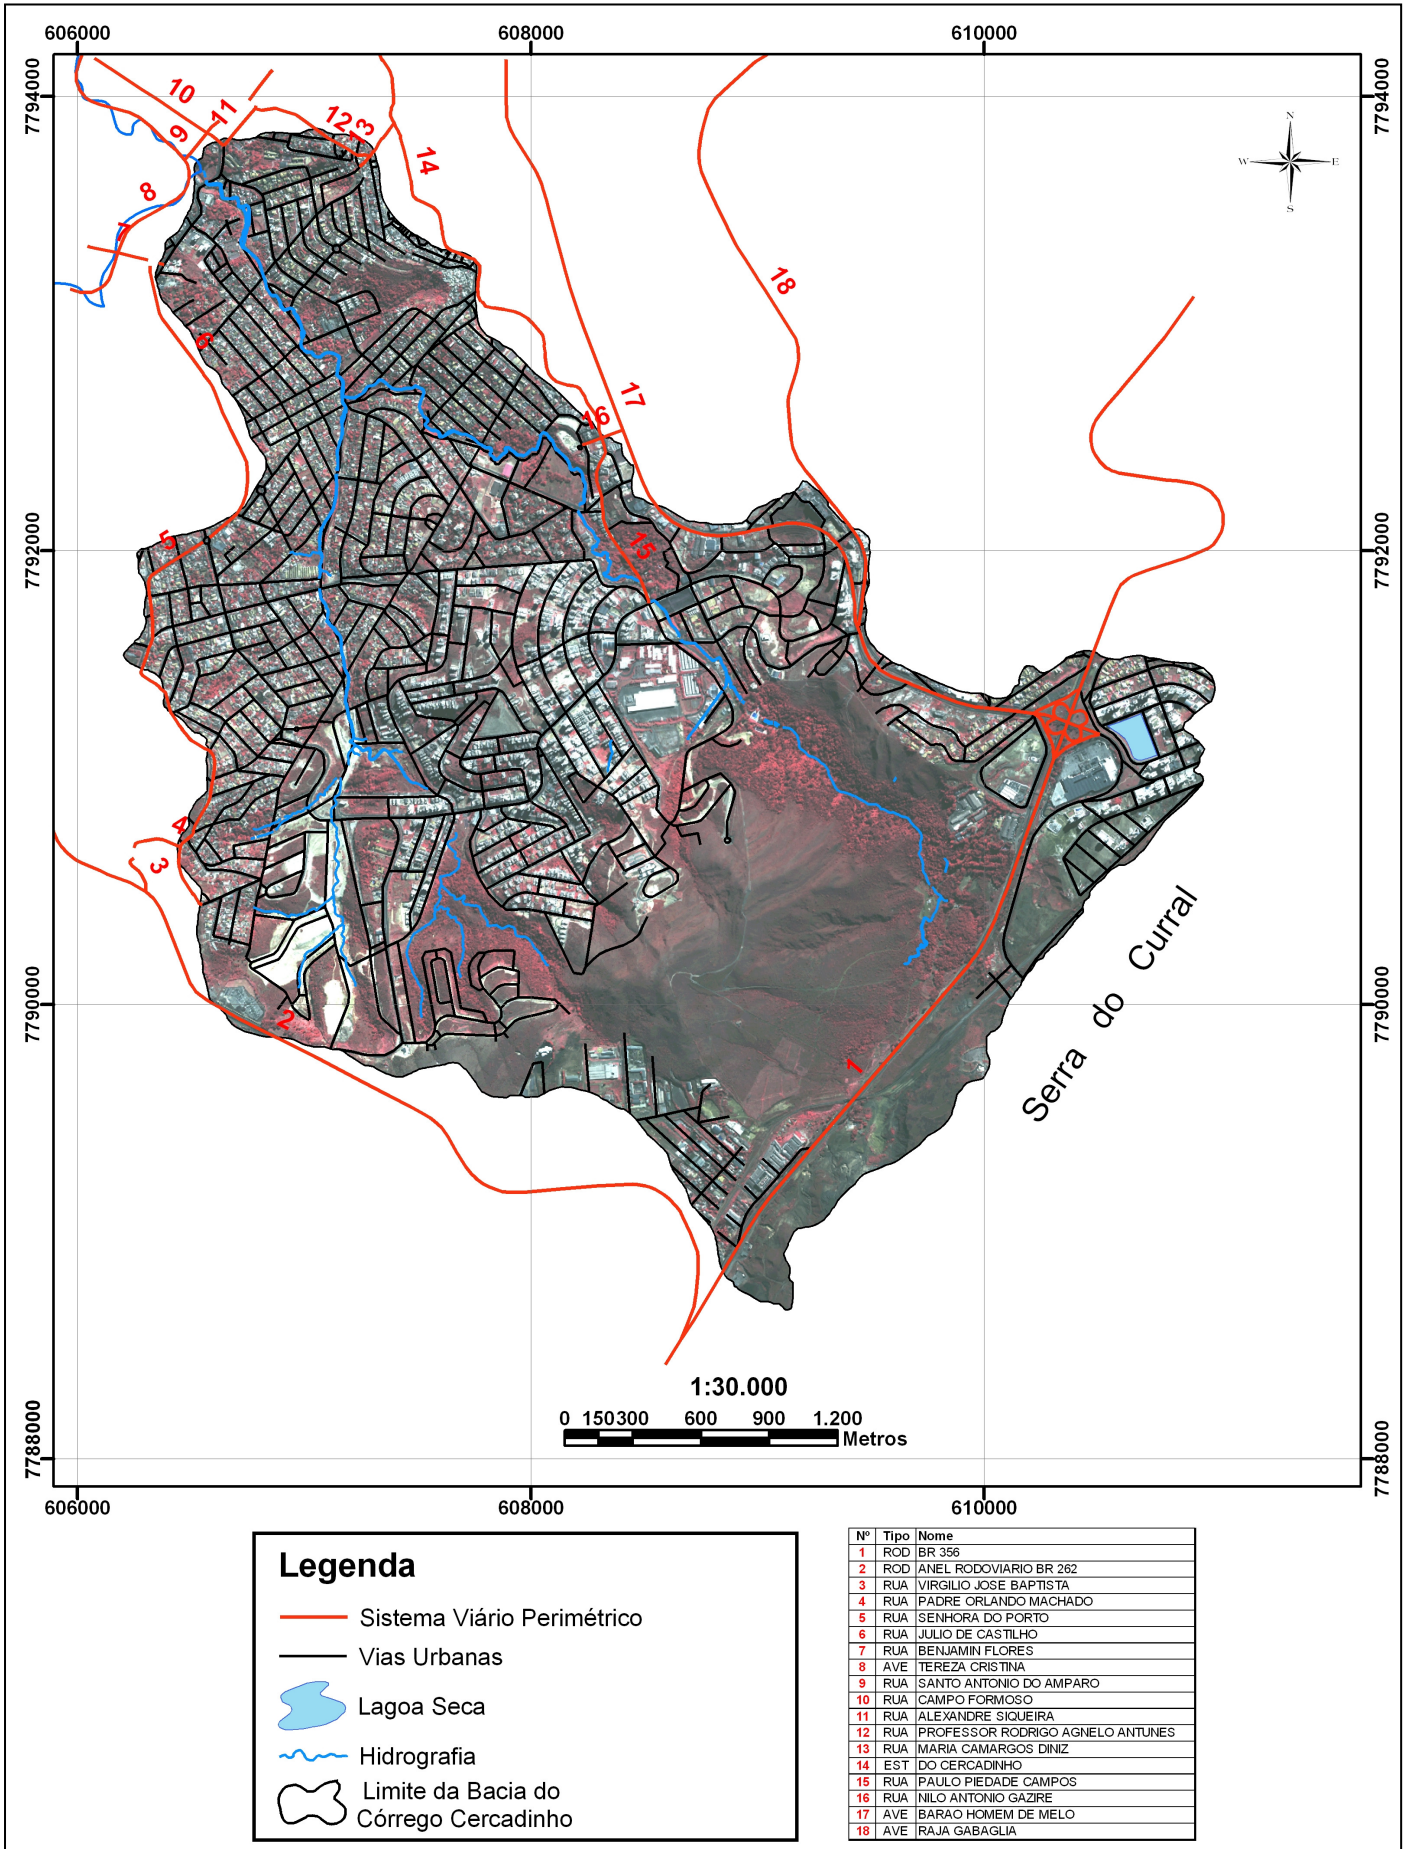 606000 608000 610000
7794000 7794000
10
11
12
13
9
14
N
W E
S
8
7
18
6
17
16
5
15
7792000 7792000
4
3
Serra do Curral
7790000 7790000
2
1
1:30.000
0 150 300 600 900 1.200
Metros
7788000 7788000
606000 608000 610000
Legenda
Sistema Viário Perimétrico
Vias Urbanas
Lagoa Seca
Hidrografia
Limite da Bacia do
Córrego Cercadinho
Nº Tipo Nome
1 ROD BR 356
2 ROD ANEL RODOVIARIO BR 262
3 RUA VIRGILIO JOSE BAPTISTA
4 RUA PADRE ORLANDO MACHADO
5 RUA SENHORA DO PORTO
6 RUA JULIO DE CASTILHO
7 RUA BENJAMIN FLORES
8 AVE TEREZA CRISTINA
9 RUA SANTO ANTONIO DO AMPARO
10 RUA CAMPO FORMOSO
11 RUA ALEXANDRE SIQUEIRA
12 RUA PROFESSOR RODRIGO AGNELO ANTUNES
13 RUA MARIA CAMARGOS DINIZ
14 EST DO CERCADINHO
15 RUA PAULO PIEDADE CAMPOS
16 RUA NILO ANTONIO GAZIRE
17 AVE BARAO HOMEM DE MELO
18 AVE RAJA GABAGLIA